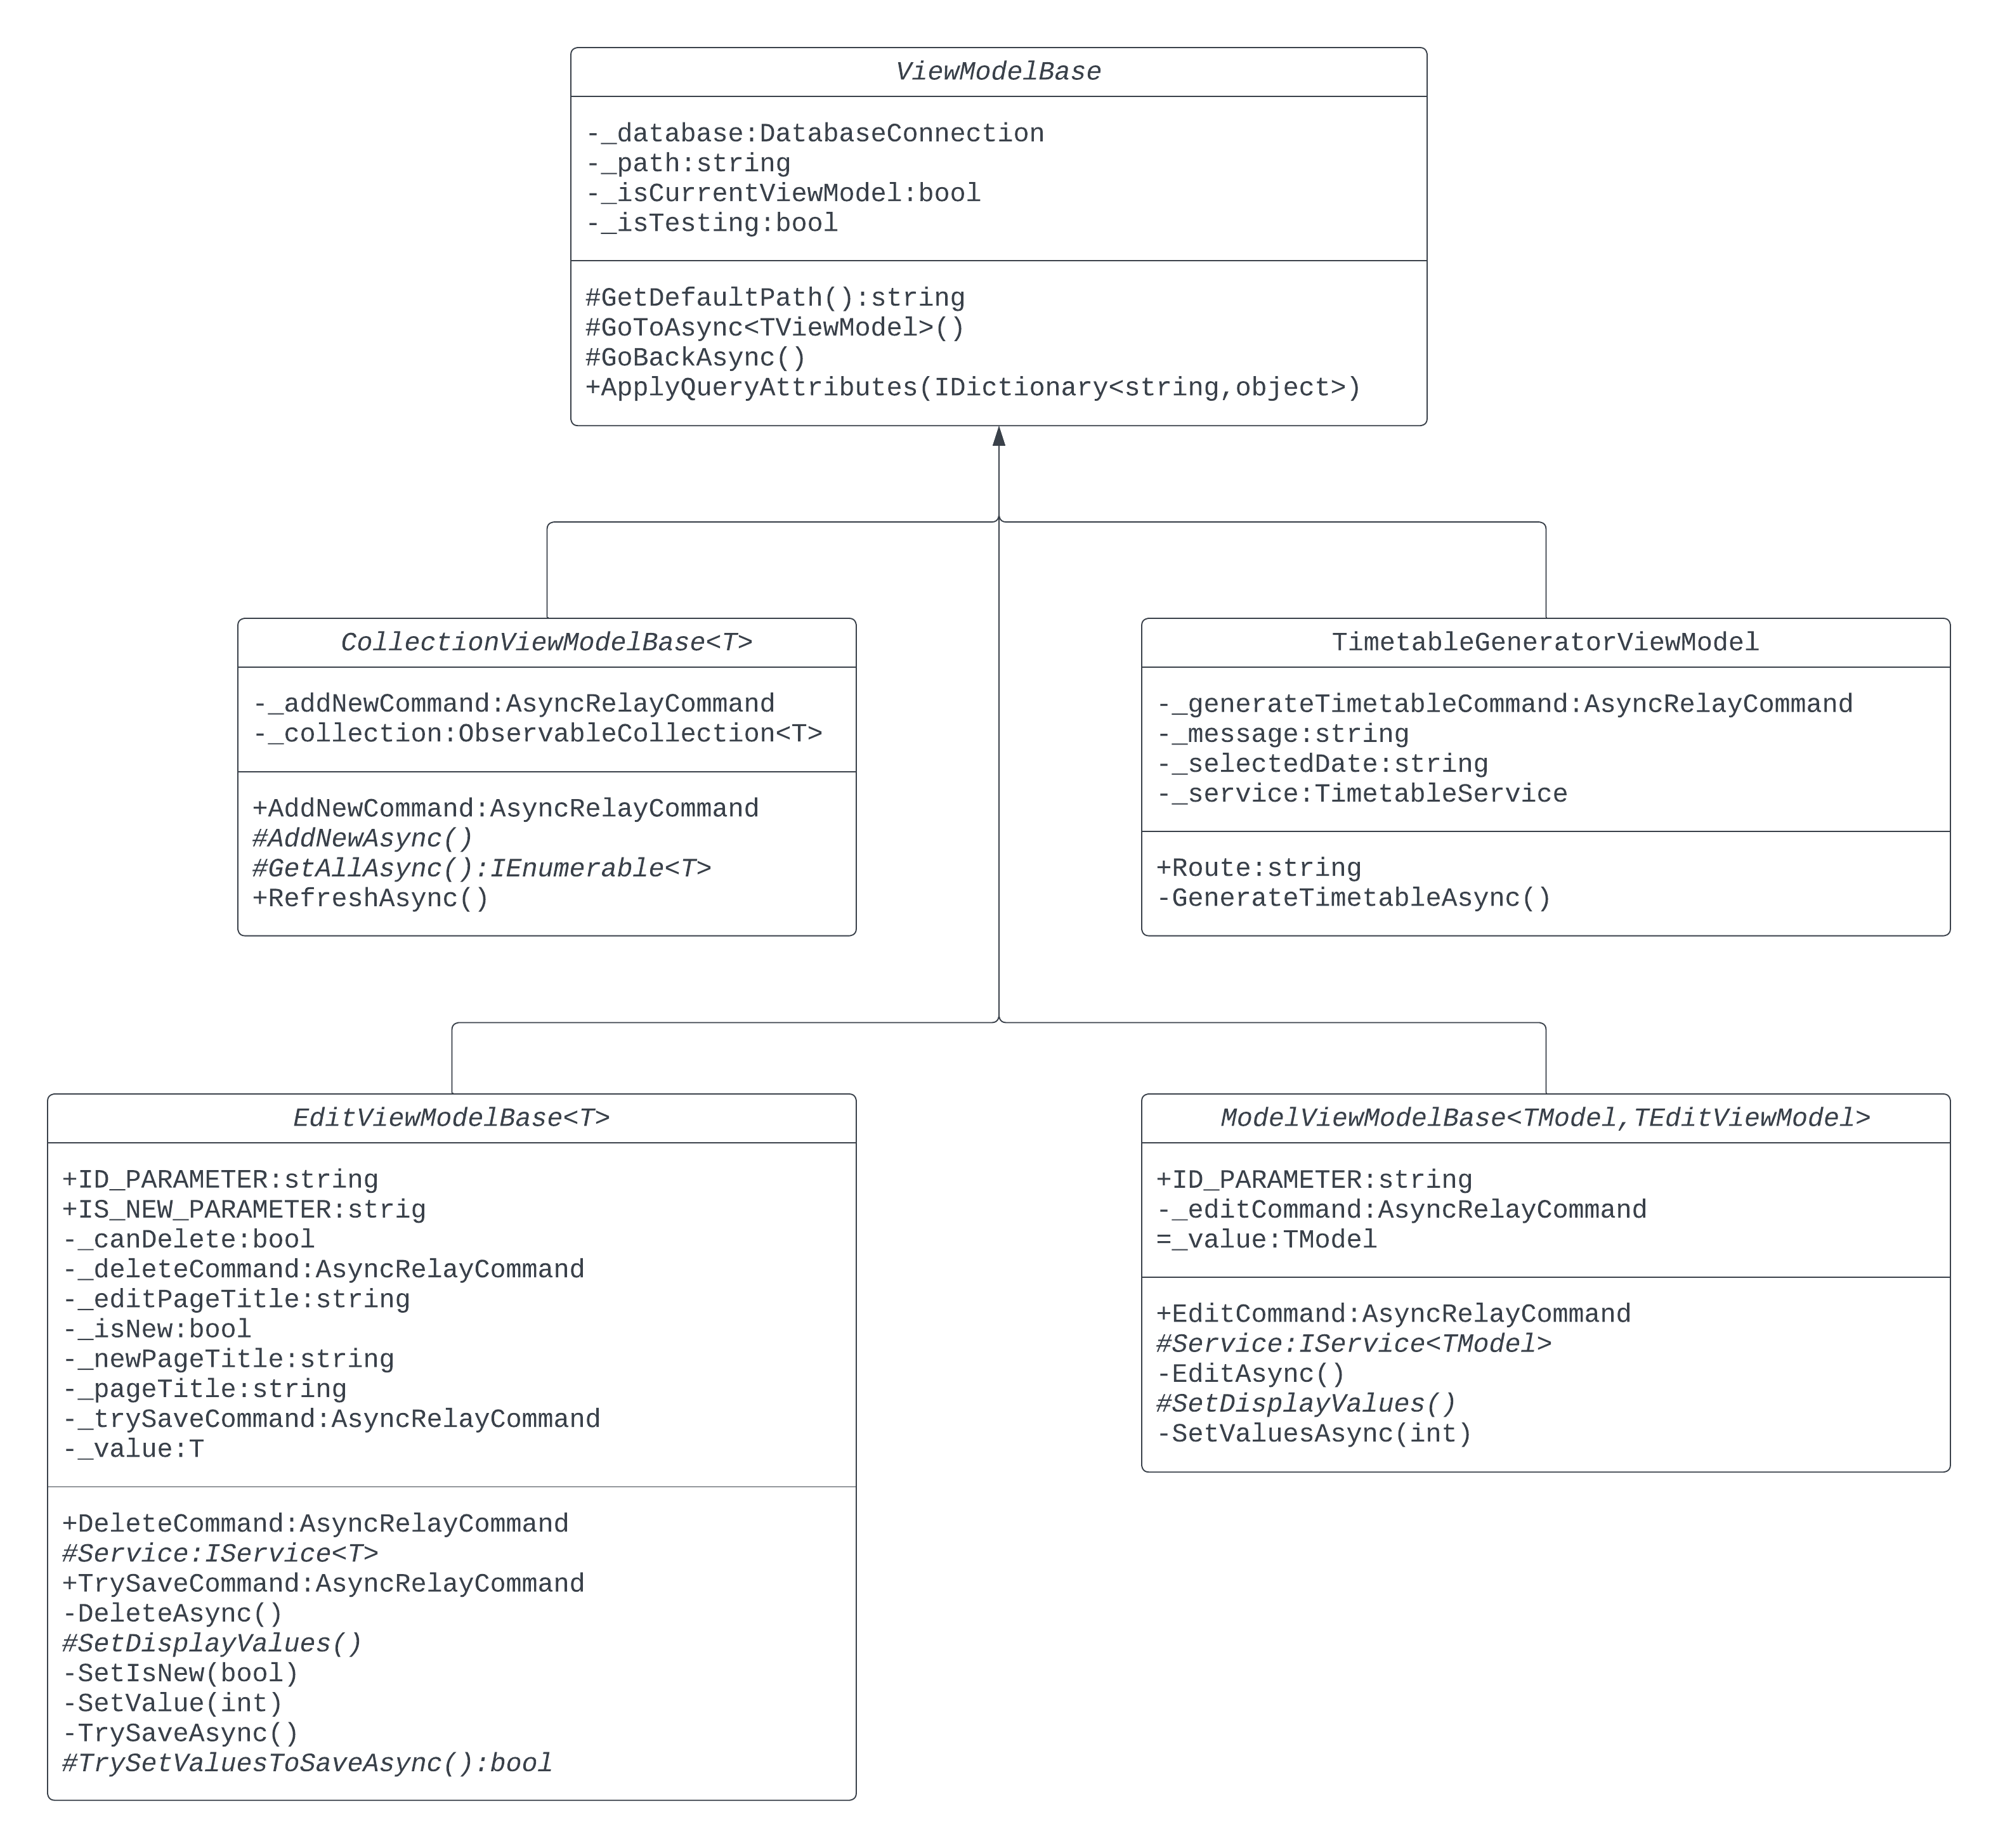 ViewModelBase
-_database:DatabaseConnection
-_path:string
-_isCurrentViewModel:bool
-_isTesting:bool
#GetDefaultPath():string
#GoToAsync<TViewModel>()
#GoBackAsync()
+ApplyQueryAttributes(IDictionary<string,object>)
CollectionViewModelBase<T>
-_addNewCommand:AsyncRelayCommand
-_collection:ObservableCollection<T>
+AddNewCommand:AsyncRelayCommand
#AddNewAsync()
#GetAllAsync():IEnumerable<T>
+RefreshAsync()
TimetableGeneratorViewModel
-_generateTimetableCommand:AsyncRelayCommand
-_message:string
-_selectedDate:string
-_service:TimetableService
+Route:string
-GenerateTimetableAsync()
EditViewModelBase<T>
+ID_PARAMETER:string
+IS_NEW_PARAMETER:strig
-_canDelete:bool
-_deleteCommand:AsyncRelayCommand
-_editPageTitle:string
-_isNew:bool
-_newPageTitle:string
-_pageTitle:string
-_trySaveCommand:AsyncRelayCommand
-_value:T
+DeleteCommand:AsyncRelayCommand
#Service:IService<T>
+TrySaveCommand:AsyncRelayCommand
-DeleteAsync()
#SetDisplayValues()
-SetIsNew(bool)
-SetValue(int)
-TrySaveAsync()
#TrySetValuesToSaveAsync():bool
ModelViewModelBase<TModel,TEditViewModel>
+ID_PARAMETER:string
-_editCommand:AsyncRelayCommand
=_value:TModel
+EditCommand:AsyncRelayCommand
#Service:IService<TModel>
-EditAsync()
#SetDisplayValues()
-SetValuesAsync(int)